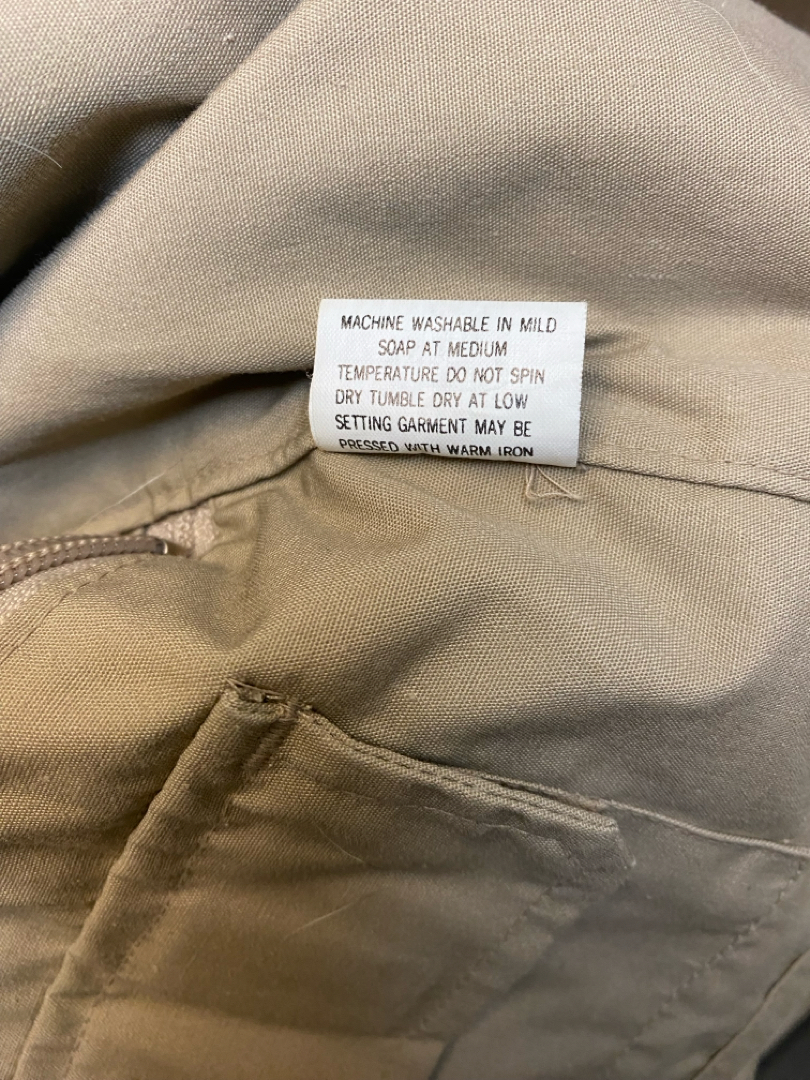 MACHINE WASHABLE IN MILD
SOAP AT MEDIUM
TEMPERATURE DO NOT SPIN
DRY TUMBLE DRY AT LOW
SETTING GARMENT MAY BE
PRESSED WITH WARM IRON